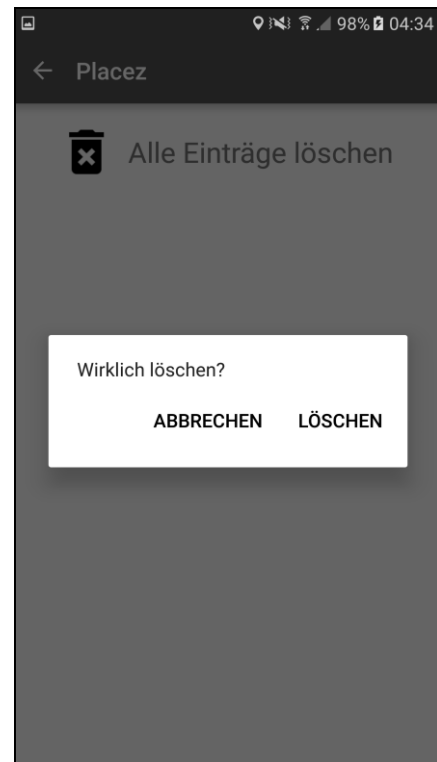 98% 04:34
Placez
Alle Einträge löschen
Wirklich löschen?
ABBRECHEN LÖSCHEN